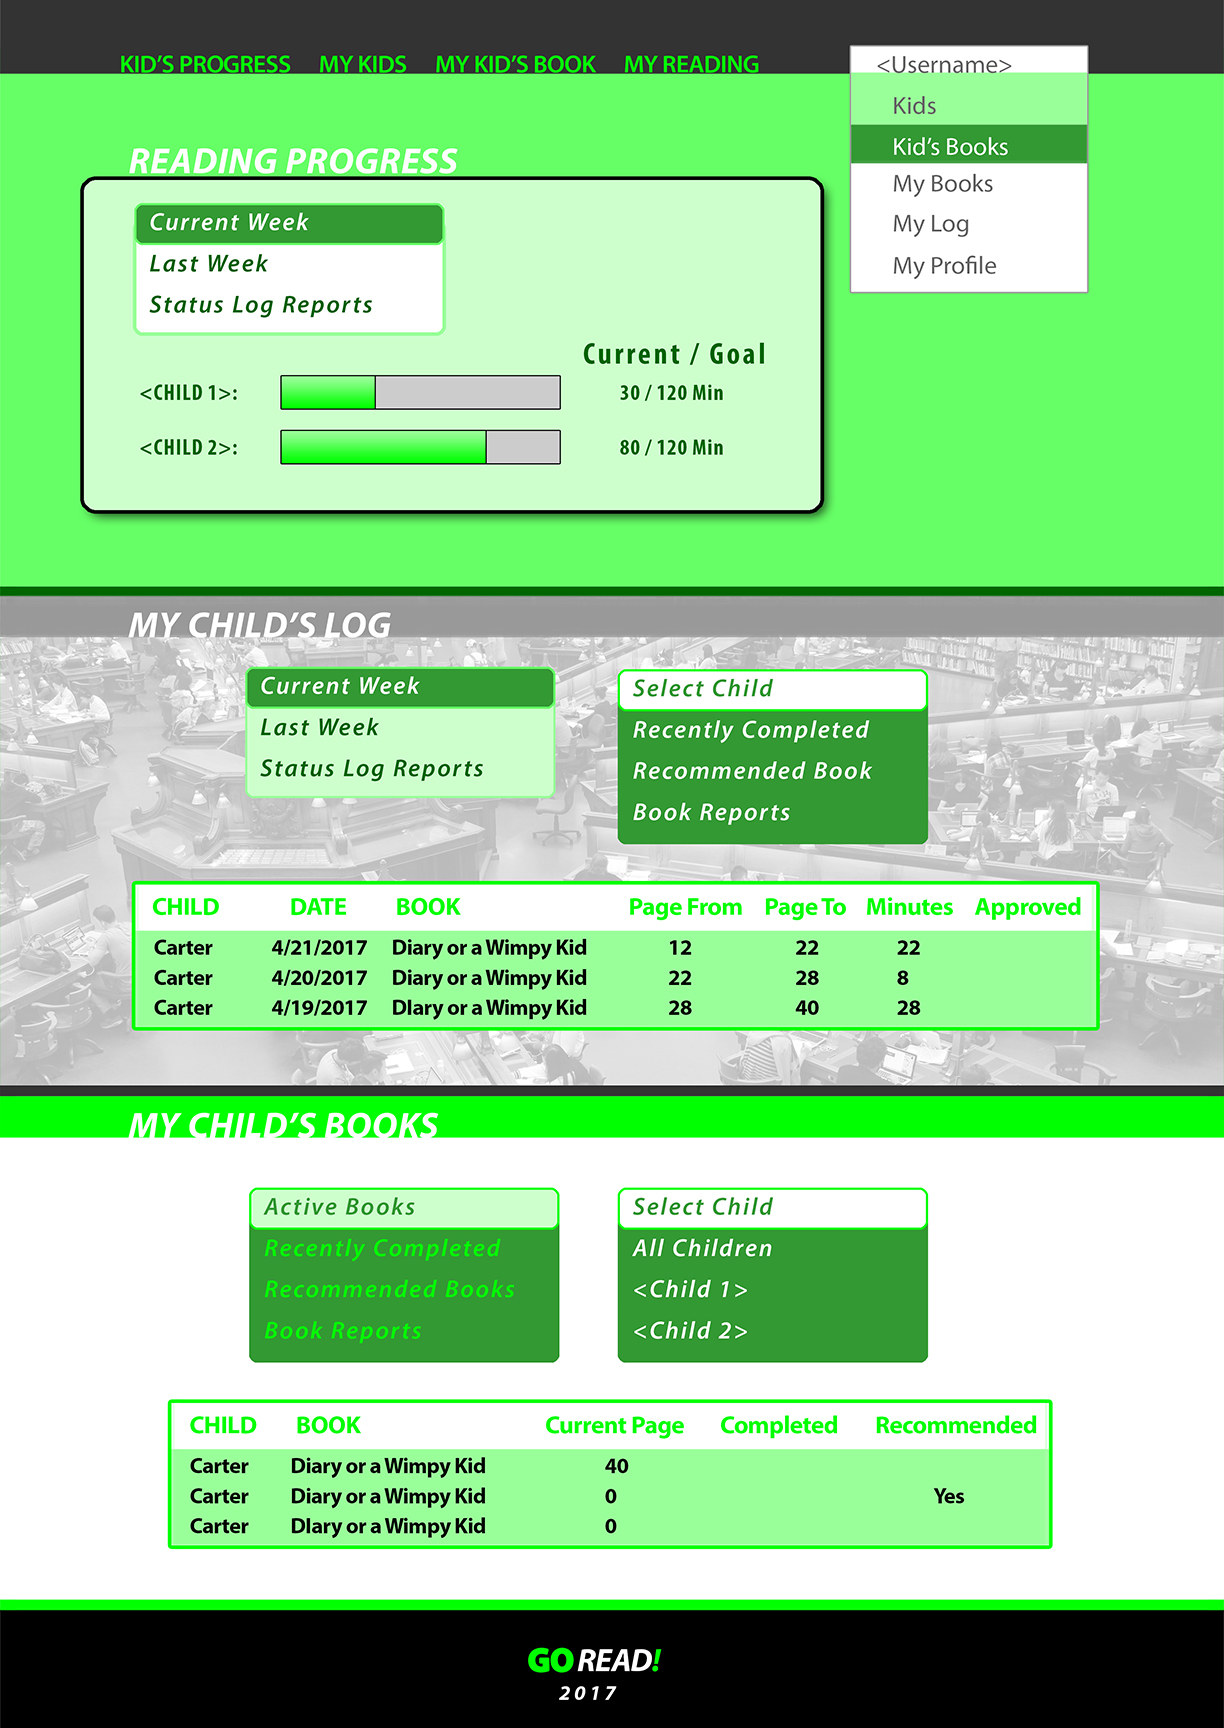 KID'S PROGRESS MY KIDS MY KID'S BOOK MY READING
<Username>
Kids
Kid's Books
My Books
My Log
My Profile
READING PROGRESS
Current Week
Last Week
Status Log Reports
Current / Goal
<CHILD 1>: 30 / 120 Min
<CHILD 2>: 80 / 120 Min
MY CHILD'S LOG
Current Week
Last Week
Status Log Reports
Select Child
Recently Completed
Recommended Book
Book Reports
CHILD DATE BOOK Page From Page To Minutes Approved
Carter 4/21/2017 Diary or a Wimpy Kid 12 22 22
Carter 4/20/2017 Diary or a Wimpy Kid 22 28 8
Carter 4/19/2017 DIary or a Wimpy Kid 28 40 28
MY CHILD'S BOOKS
Active Books
Recently Completed
Recommended Books
Book Reports
Select Child
All Children
<Child 1>
<Child 2>
CHILD BOOK Current Page Completed Recommended
Carter Diary or a Wimpy Kid 40
Carter Diary or a Wimpy Kid 0 Yes
Carter DIary or a Wimpy Kid 0
GO READ!
2017